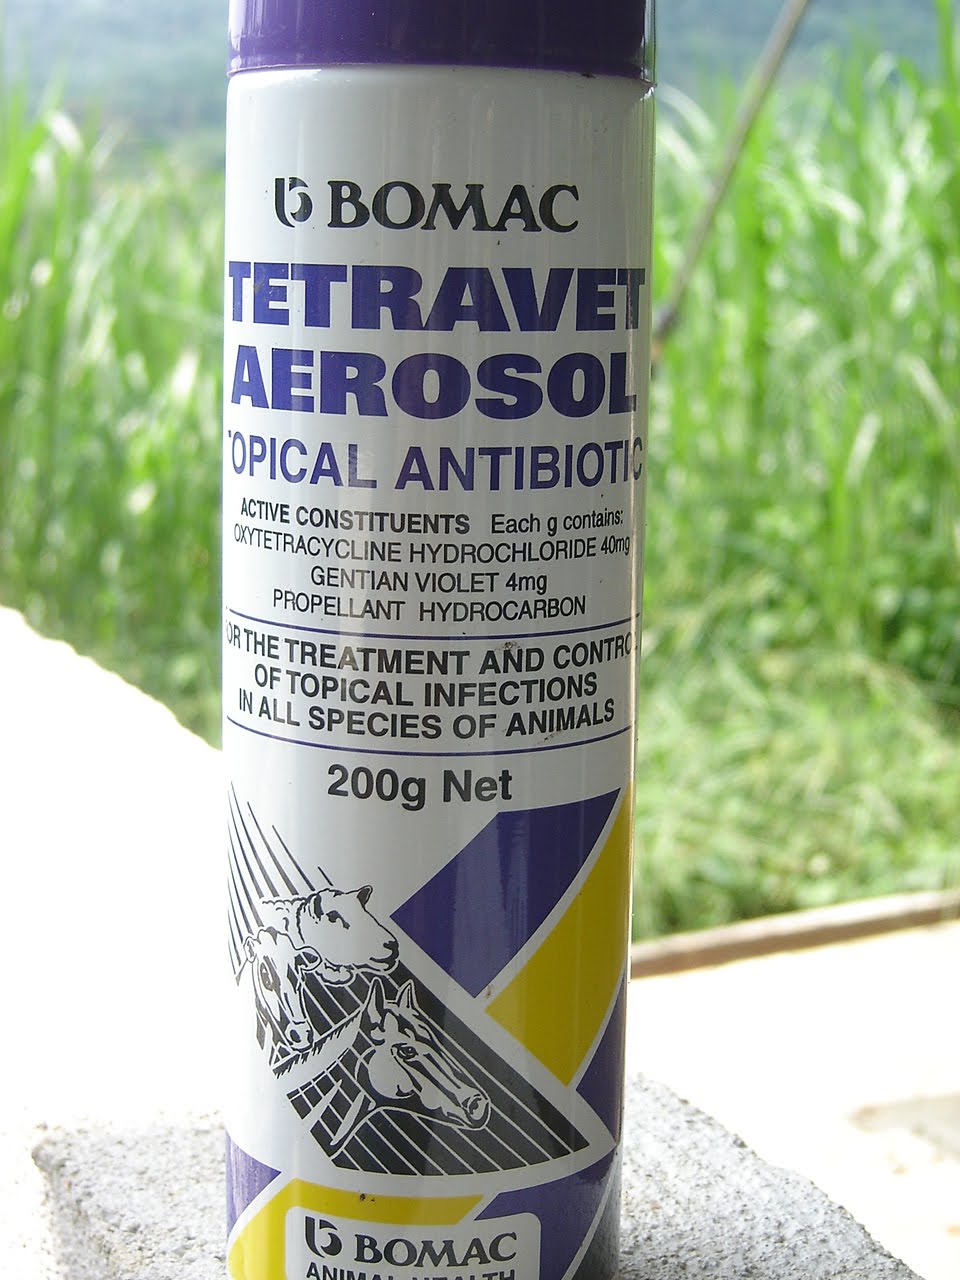 BOMAC
TETRAVET
AEROSOL
TOPICAL ANTIBIOTIC
ACTIVE CONSTITUENTS Each g contains:
OXYTETRACYCLINE HYDROCHLORIDE 40mg
GENTIAN VIOLET 4mg
PROPELLANT HYDROCARBON
OR THE TREATMENT AND CONTRO
OF TOPICAL INFECTIONS
IN ALL SPECIES OF ANIMALS
200g Net
BOMAC
ANIMAL HEALTH